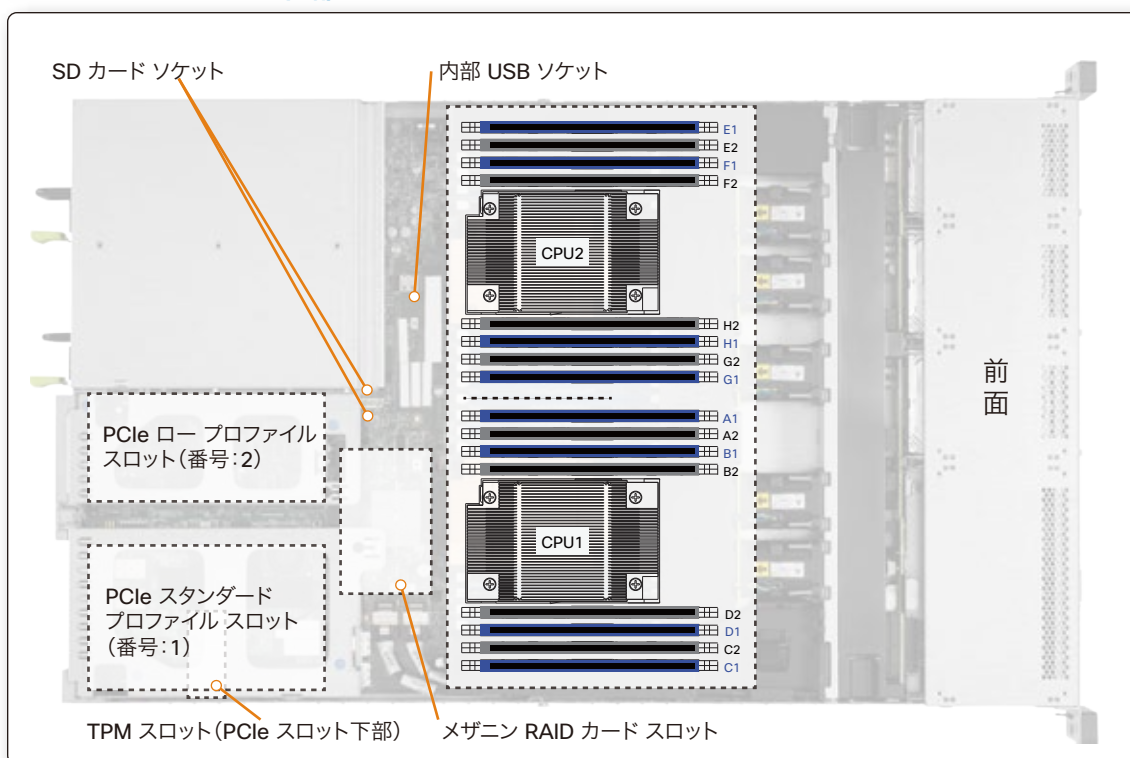 SD カード ソケット
内部 USB ソケット
E1
E2
F1
F2
CPU2
H2
H1
G2
G1
前面
A1
A2
B1
B2
PCIe ロー プロファイル
スロット(番号:2)
CPU1
PCIe スタンダード
プロファイル スロット
(番号:1)
D2
D1
C2
C1
TPM スロット(PCIe スロット下部)
メザニン RAID カード スロット